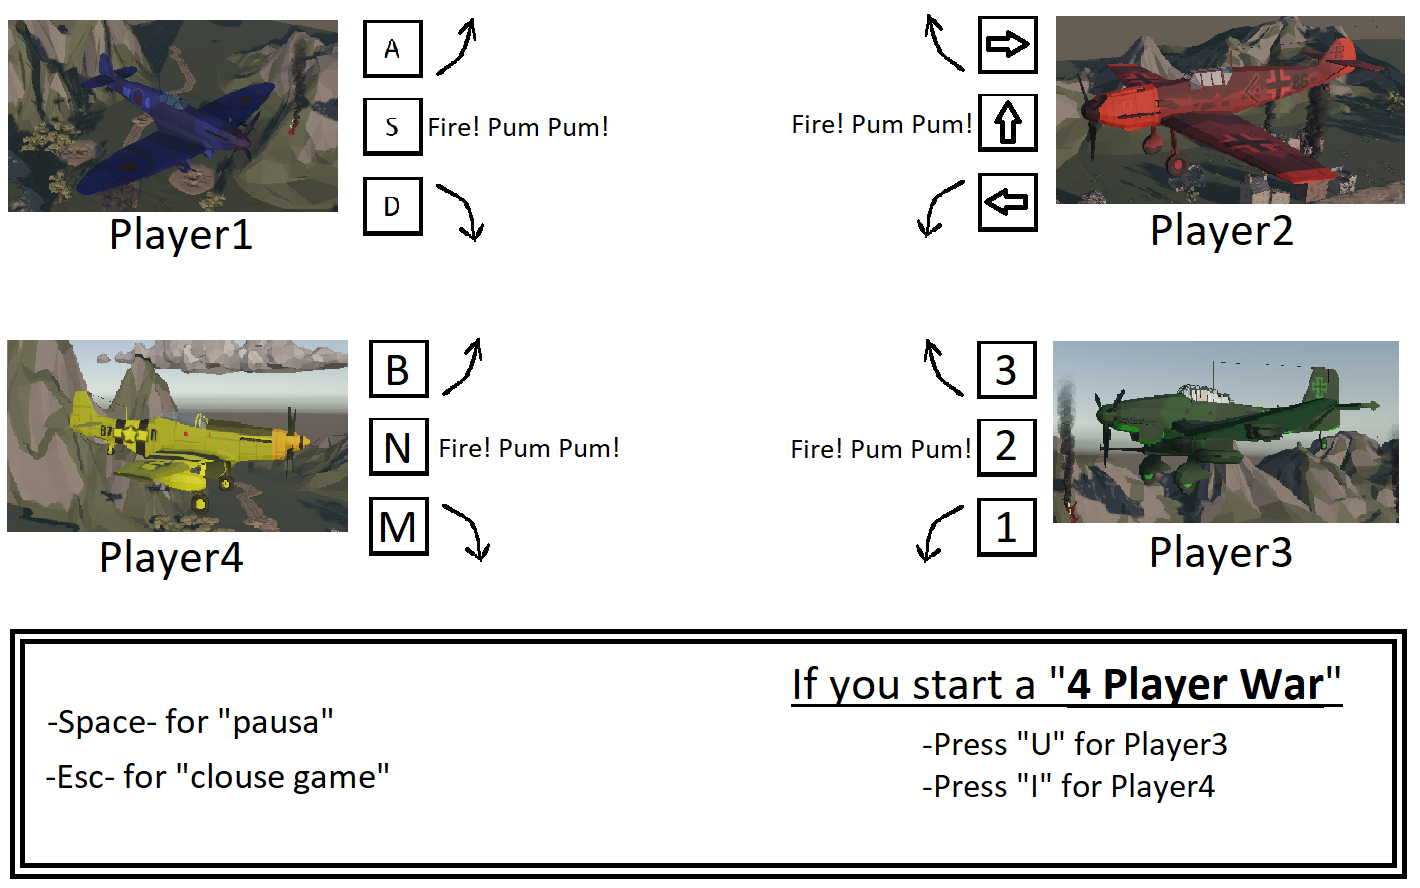 A
S
Fire! Pum Pum!
D
Player1
Fire! Pum Pum!
86
Player2
B
N
Fire! Pum Pum!
M
B7
Player4
3
2
Fire! Pum Pum!
1
Player3
-Space- for "pausa"
-Esc- for "clouse game"
If you start a "4 Player War"
-Press "U" for Player3
-Press "I" for Player4